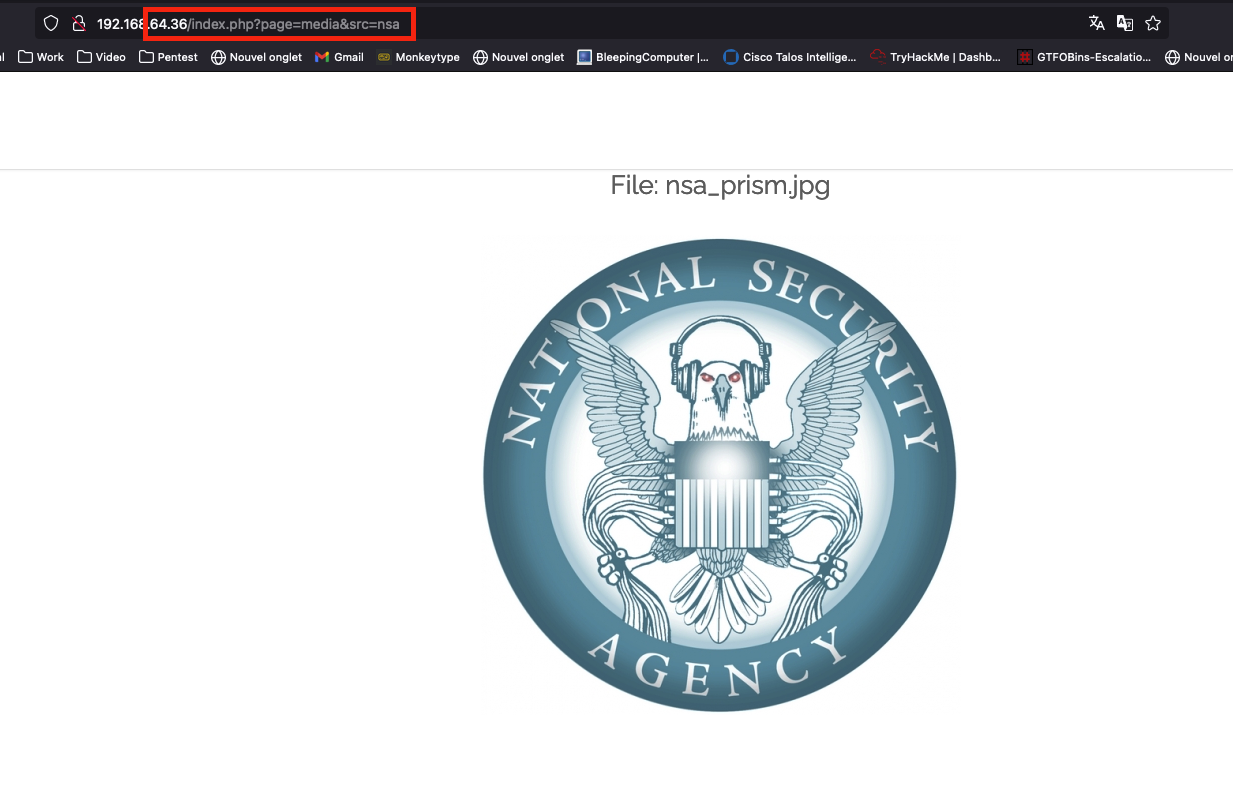 192.168.64.36/index.php?page=media&src=nsa
Work Video Pentest Nouvel onglet Gmail Monkeytype Nouvel onglet BleepingComputer |... Cisco Talos Intellige... TryHackMe | Dashb... GTFOBins-Escalatio... Nouvel
File: nsa_prism.jpg
NATIONAL SECURITY
AGENCY